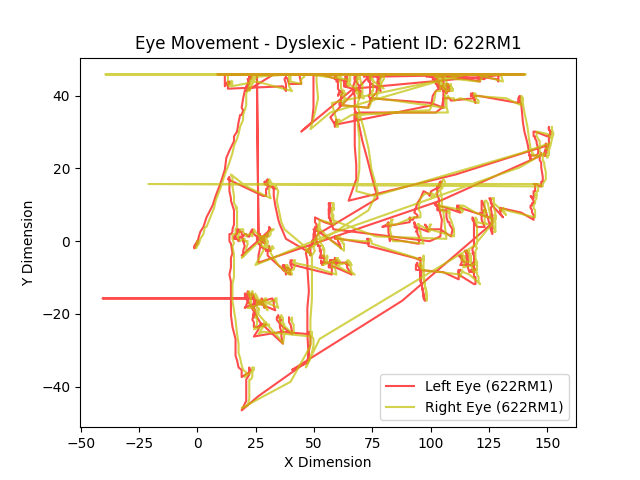 Eye Movement - Dyslexic - Patient ID: 622RM1
Y Dimension
40
20
0
−20
−40
−50
−25
0
25
50
75
100
125
150
X Dimension
Left Eye (622RM1)
Right Eye (622RM1)